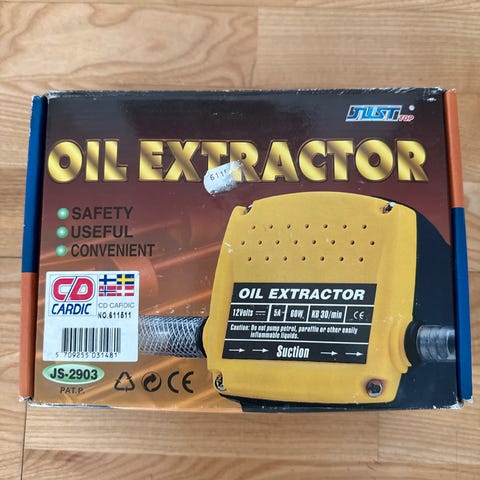 JUST
TOP
OIL EXTRACTOR
SAFETY
USEFUL
CONVENIENT
CD
CARDIC
CD CARDIC
NO.611511
5 709255 031481
JS-2903
PAT.P.
CE
OIL EXTRACTOR
12Volts 5A 60W. KB 30/min CE
Caution: Do not pump petrol, paraffin or other easily
inflammable liquids.
Suction